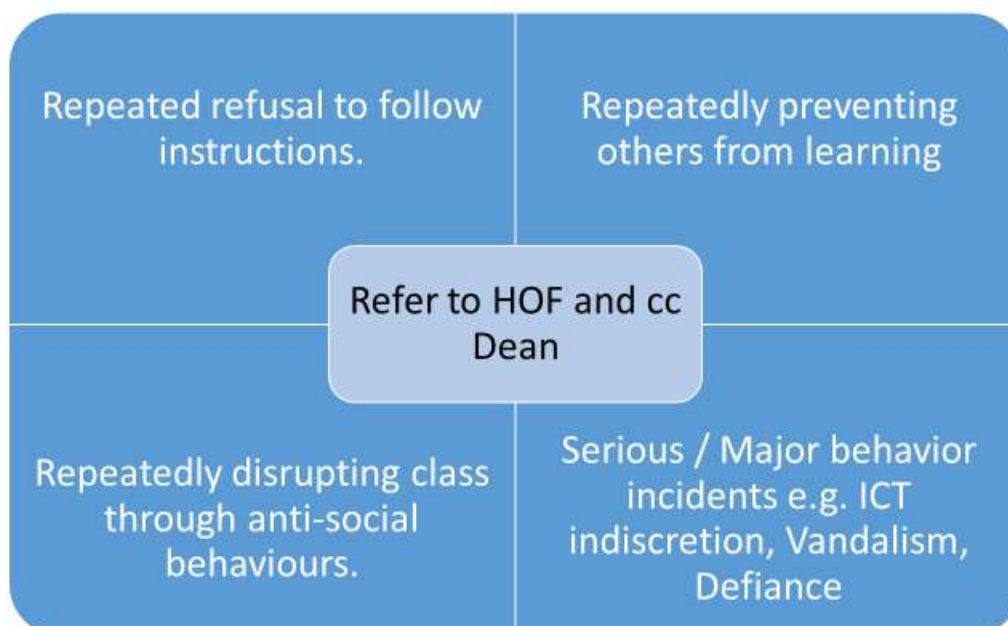 Repeated refusal to follow
instructions.
Repeatedly preventing
others from learning
Refer to HOF and cc
Dean
Repeatedly disrupting class
through anti-social
behaviours.
Serious / Major behavior
incidents e.g. ICT
indiscretion, Vandalism,
Defiance